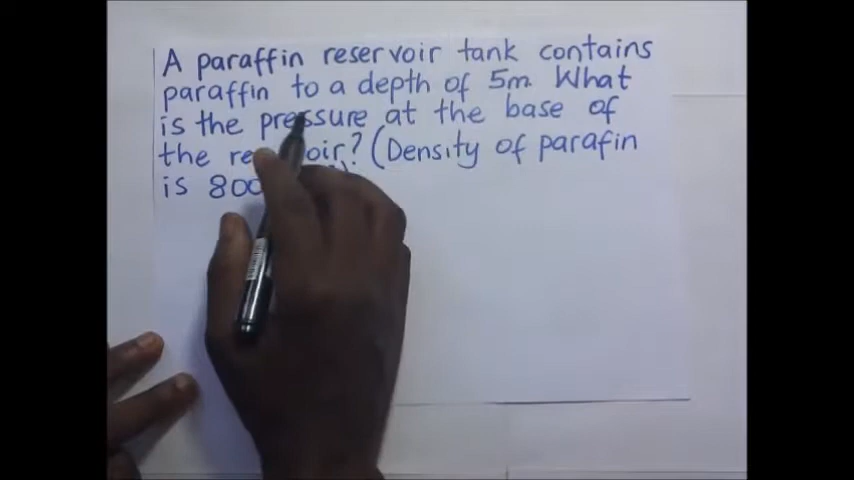 A paraffin reservoir tank contains
paraffin to a depth of 5m. What
is the pressure at the base of
the oir? (Density of parafin
is 800